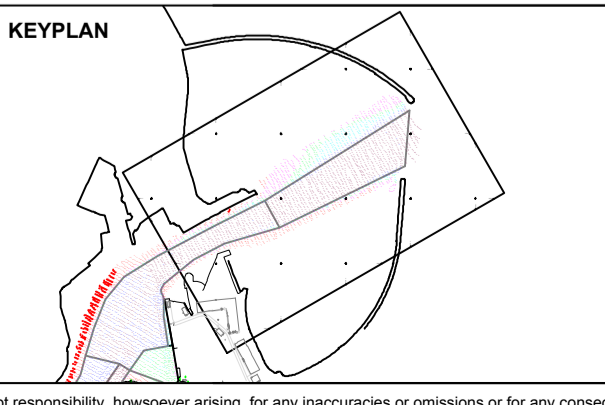 KEYPLAN
ot responsibility, howsoever arising, for any inaccuracies or omissions or for any conseq